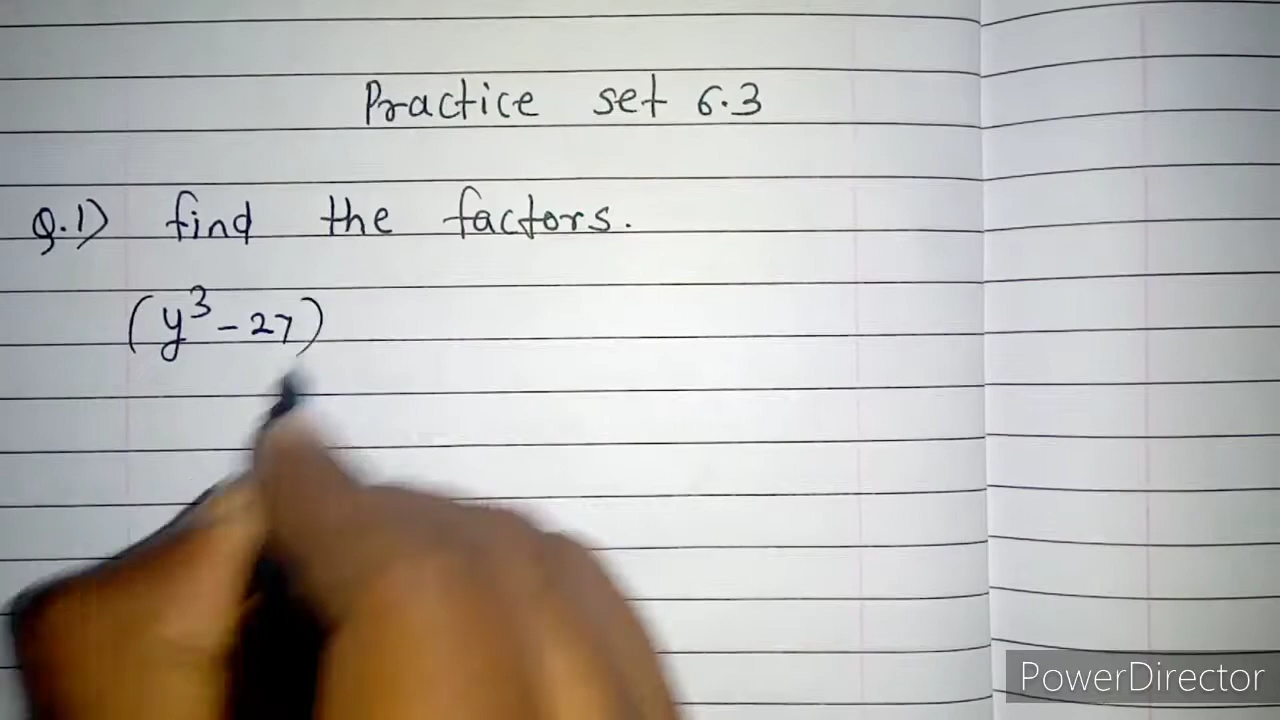 Practice set 6.3
Q.1) find the factors.
(y³-27)
PowerDirector